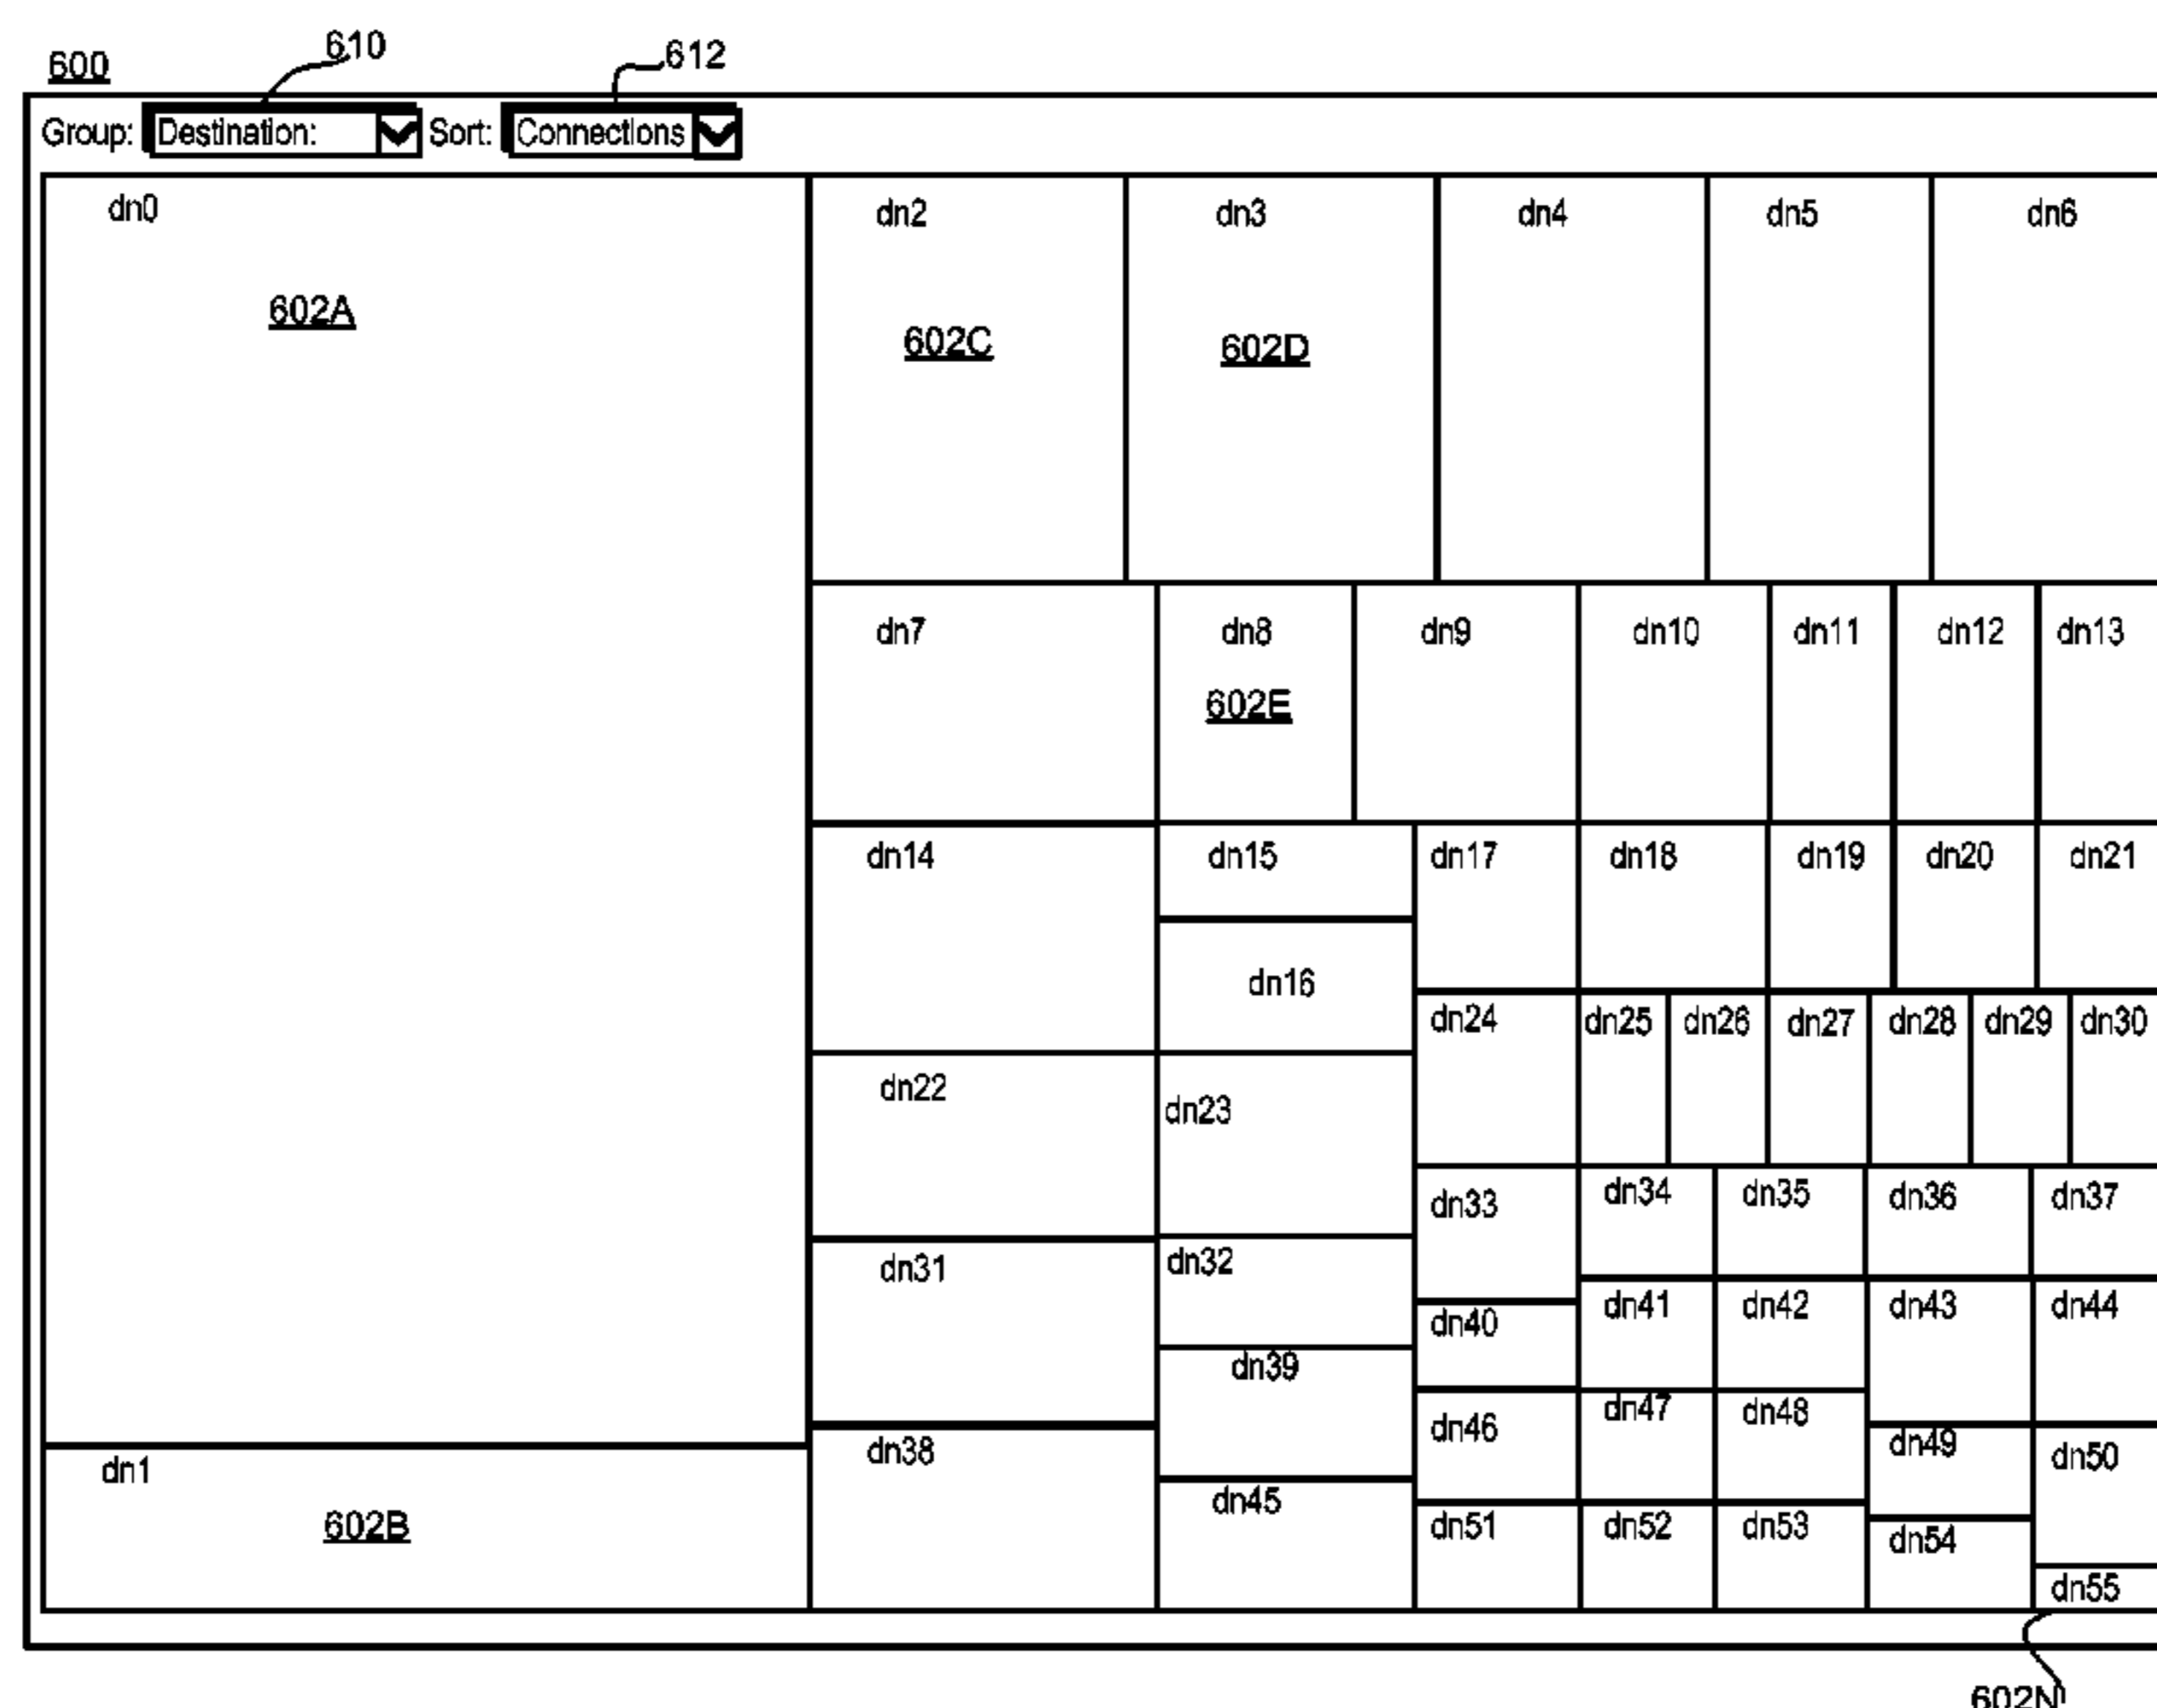 600
610
612
Group: Destination: Sort: Connections
dn0
602A
dn2
602C
dn3
602D
dn4
dn5
dn6
dn7
dn8
602E
dn9
dn10
dn11
dn12
dn13
dn14
dn15
dn16
dn17
dn18
dn19
dn20
dn21
dn22
dn23
dn24
dn25
dn26
dn27
dn28
dn29
dn30
dn31
dn32
dn33
dn34
dn35
dn36
dn37
dn38
dn39
dn40
dn41
dn42
dn43
dn44
dn45
dn46
dn47
dn48
dn49
dn50
dn51
dn52
dn53
dn54
dn55
dn1
602B
602N